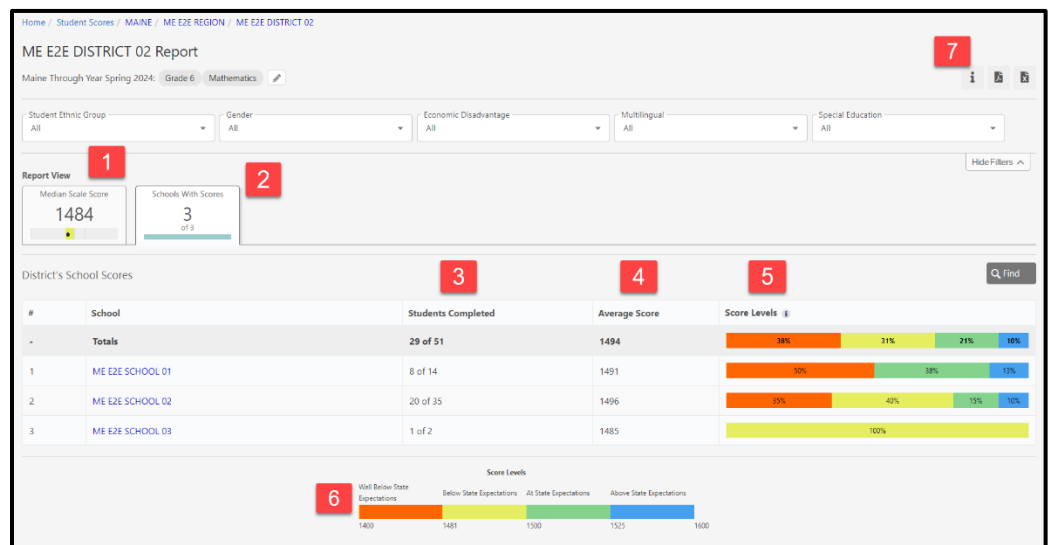 Home / Student Scores / MAINE / ME E2E REGION / ME E2E DISTRICT 02
ME E2E DISTRICT 02 Report
7
Maine Through Year Spring 2024: Grade 6 Mathematics
i
Student Ethnic Group Gender Economic Disadvantage Multilingual Special Education
All All All All All
Hide Filters
1
2
Report View
Median Scale Score Schools With Scores
1484 3
of 3
District's School Scores
3 4 5
Find
# School Students Completed Average Score Score Levels i
- Totals 29 of 51 1494 38% 31% 21% 10%
1 ME E2E SCHOOL 01 8 of 14 1491 50% 38% 13%
2 ME E2E SCHOOL 02 20 of 35 1496 35% 40% 15% 10%
3 ME E2E SCHOOL 03 1 of 2 1485 100%
Score Levels
6
Well Below State Expectations Below State Expectations At State Expectations Above State Expectations
1400 1481 1500 1525 1600